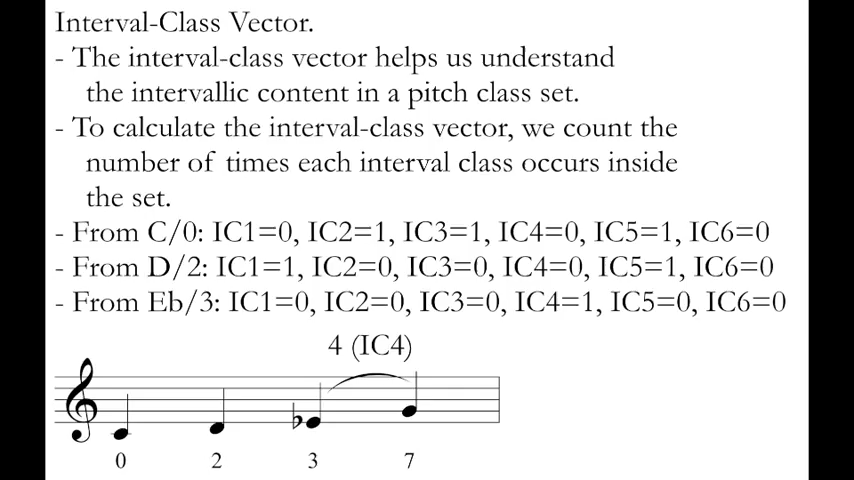 Interval-Class Vector.
- The interval-class vector helps us understand
the intervallic content in a pitch class set.
- To calculate the interval-class vector, we count the
number of times each interval class occurs inside
the set.
- From C/0: IC1=0, IC2=1, IC3=1, IC4=0, IC5=1, IC6=0
- From D/2: IC1=1, IC2=0, IC3=0, IC4=0, IC5=1, IC6=0
- From Eb/3: IC1=0, IC2=0, IC3=0, IC4=1, IC5=0, IC6=0
4 (IC4)
0 2 3 7